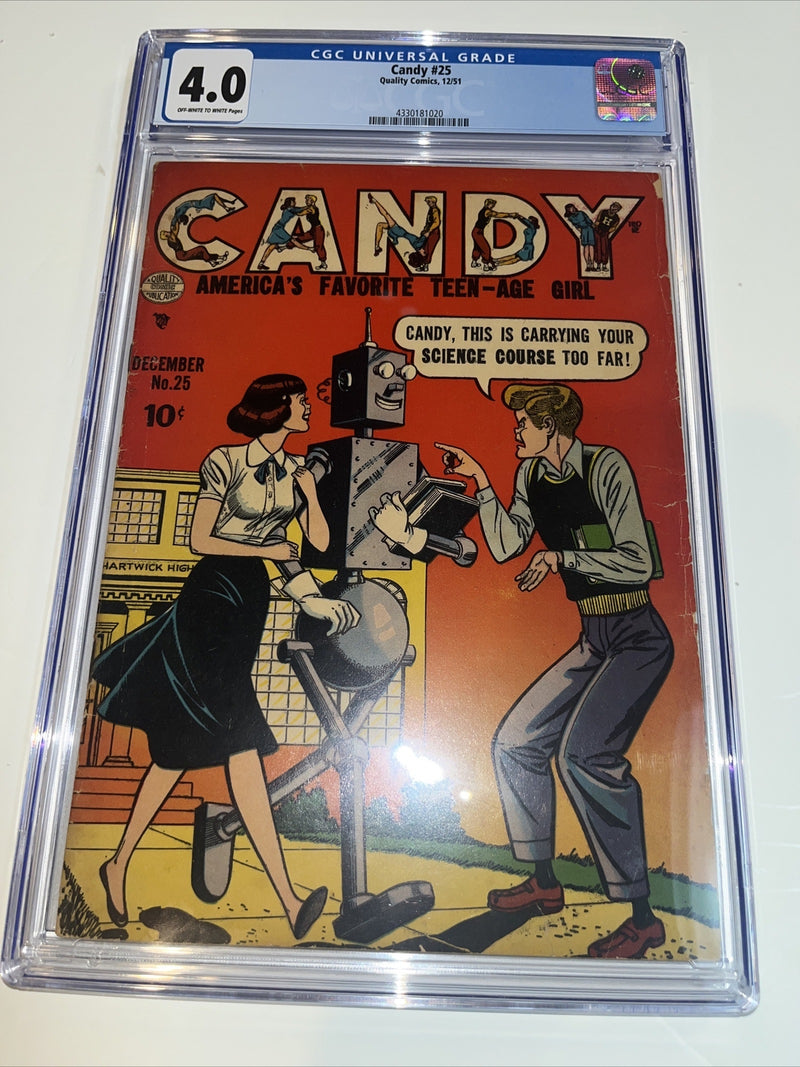 CGC UNIVERSAL GRADE
4.0
OFF-WHITE TO WHITE Pages
Candy #25
Quality Comics, 12/51
4330181020
CANDY
AMERICA'S FAVORITE TEEN-AGE GIRL
QUALITY
PUBLICATION
DECEMBER
No.25
10¢
CANDY, THIS IS CARRYING YOUR
SCIENCE COURSE TOO FAR!
HARTWICK HIGH